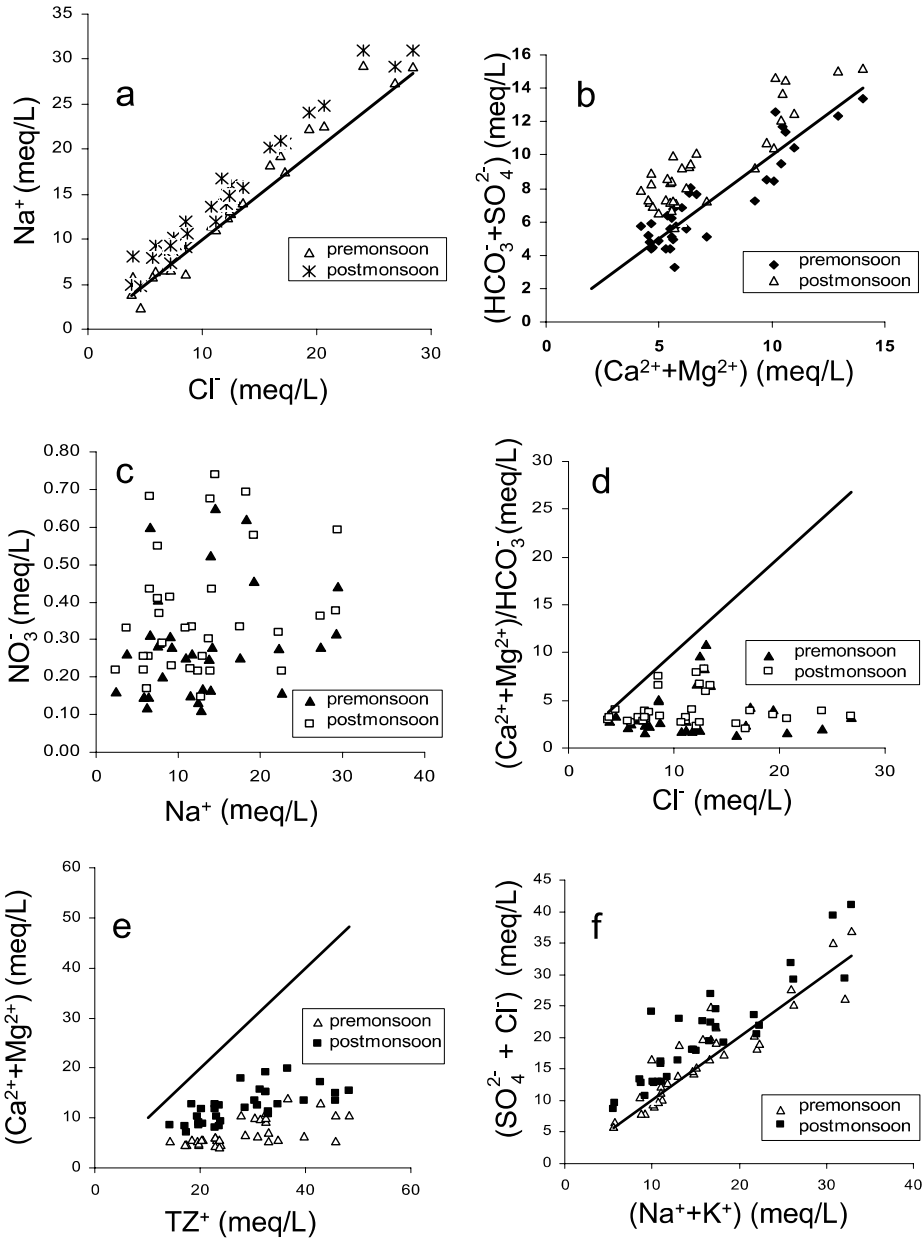 a
Na⁺ (meq/L)
35
30
25
20
15
10
5
0
0 10 20 30
Cl⁻ (meq/L)
premonsoon
postmonsoon
b
(HCO₃⁻+SO₄²⁻) (meq/L)
16
14
12
10
8
6
4
2
0
0 5 10 15
(Ca²⁺+Mg²⁺) (meq/L)
premonsoon
postmonsoon
c
NO₃⁻ (meq/L)
0.80
0.70
0.60
0.50
0.40
0.30
0.20
0.10
0.00
0 10 20 30 40
Na⁺ (meq/L)
premonsoon
postmonsoon
d
(Ca²⁺+Mg²⁺)/HCO₃⁻ (meq/L)
30
25
20
15
10
5
0
0 10 20 30
Cl⁻ (meq/L)
premonsoon
postmonsoon
e
(Ca²⁺+Mg²⁺) (meq/L)
60
50
40
30
20
10
0
0 20 40 60
TZ⁺ (meq/L)
premonsoon
postmonsoon
f
(SO₄²⁻ + Cl⁻) (meq/L)
45
40
35
30
25
20
15
10
5
0
0 10 20 30 40
(Na⁺+K⁺) (meq/L)
premonsoon
postmonsoon